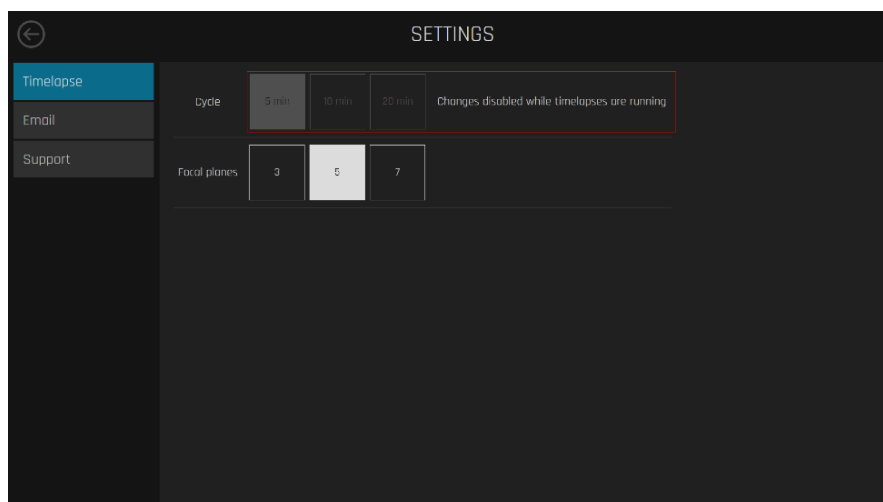 SETTINGS
Timelapse
Email
Support
Cycle 5 min 10 min 20 min Changes disabled while timelapses are running
Focal planes 3 5 7